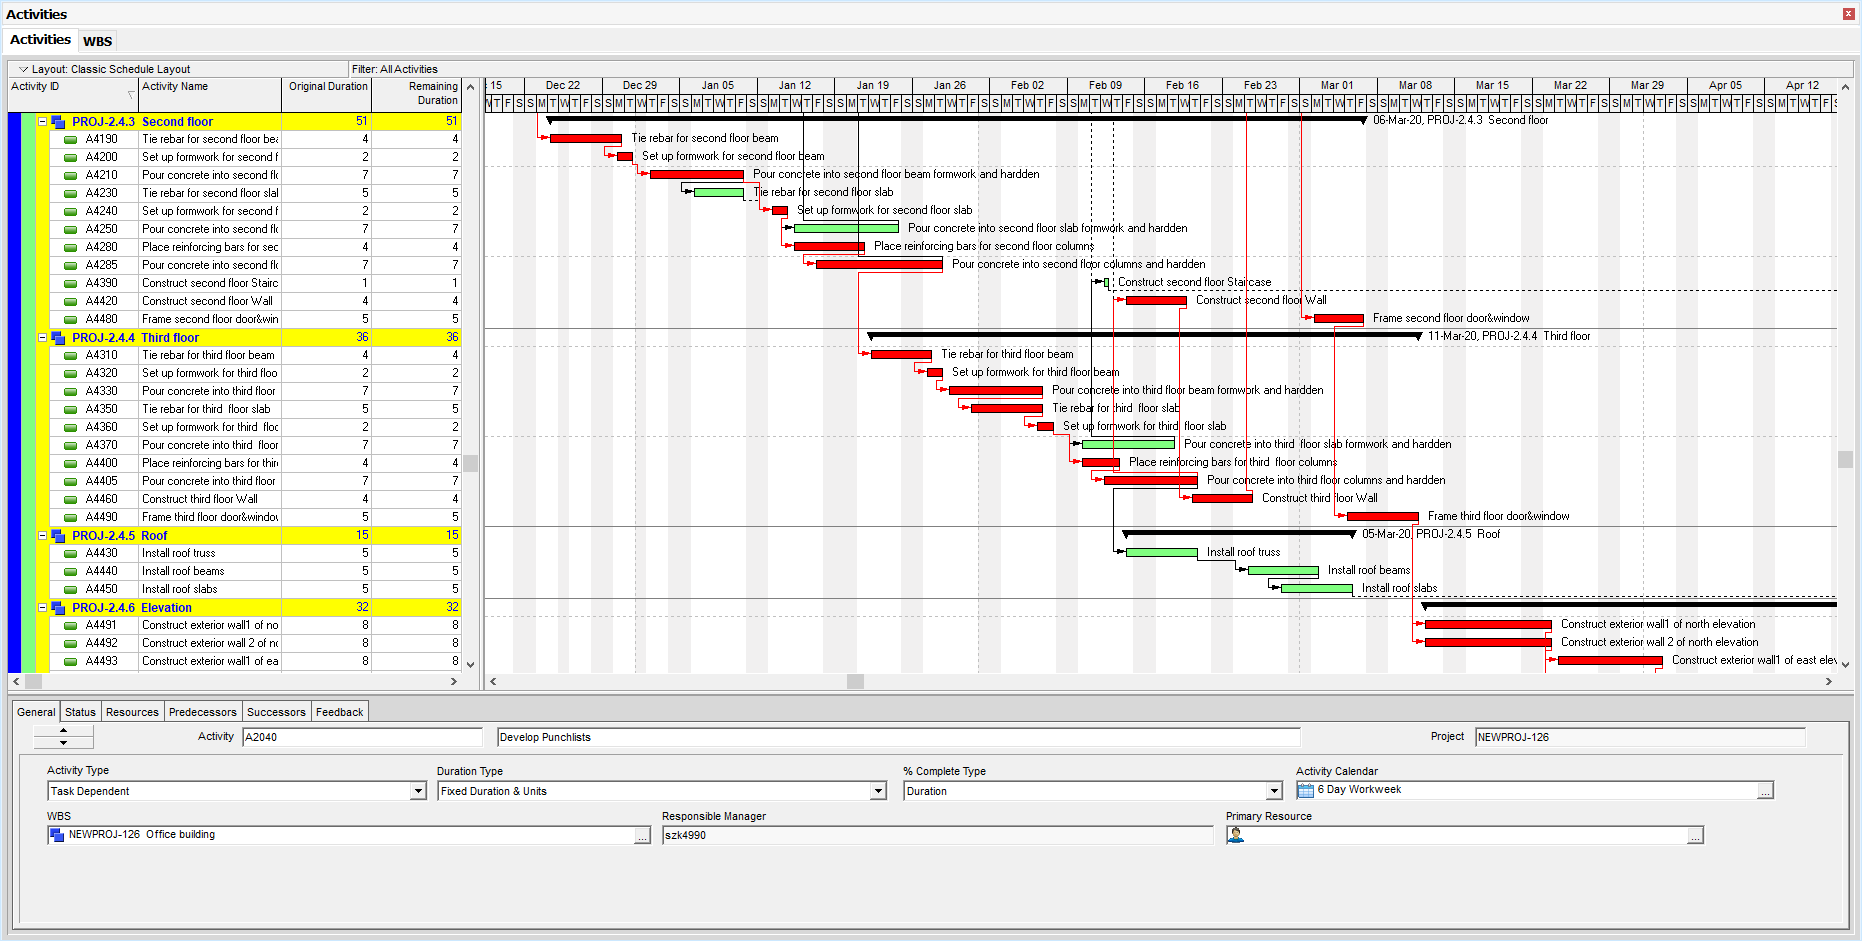 Activities
Activities WBS
Layout: Classic Schedule Layout Filter: All Activities
Activity ID Activity Name Original Duration Remaining Duration
15 Dec 22 Dec 29 Jan 05 Jan 12 Jan 19 Jan 26 Feb 02 Feb 09 Feb 16 Feb 23 Mar 01 Mar 08 Mar 15 Mar 22 Mar 29 Apr 05 Apr 12
PROJ-2.4.3 Second floor 51 51 06-Mar-20, PROJ-2.4.3 Second floor
A4190 Tie rebar for second floor bea 4 4 Tie rebar for second floor beam
A4200 Set up formwork for second f 2 2 Set up formwork for second floor beam
A4210 Pour concrete into second fl 7 7 Pour concrete into second floor beam formwork and hardden
A4230 Tie rebar for second floor slal 5 5 Tie rebar for second floor slab
A4240 Set up formwork for second f 2 2 Set up formwork for second floor slab
A4250 Pour concrete into second fl 7 7 Pour concrete into second floor slab formwork and hardden
A4280 Place reinforcing bars for sec 4 4 Place reinforcing bars for second floor columns
A4285 Pour concrete into second fl 7 7 Pour concrete into second floor columns and hardden
A4390 Construct second floor Stairc 1 1 Construct second floor Staircase
A4420 Construct second floor Wall 4 4 Construct second floor Wall
A4480 Frame second floor door&win 5 5 Frame second floor door&window
PROJ-2.4.4 Third floor 36 36 11-Mar-20, PROJ-2.4.4 Third floor
A4310 Tie rebar for third floor beam 4 4 Tie rebar for third floor beam
A4320 Set up formwork for third floo 2 2 Set up formwork for third floor beam
A4330 Pour concrete into third floor 7 7 Pour concrete into third floor beam formwork and hardden
A4350 Tie rebar for third floor slab 5 5 Tie rebar for third floor slab
A4360 Set up formwork for third floc 2 2 Set up formwork for third floor slab
A4370 Pour concrete into third floor 7 7 Pour concrete into third floor slab formwork and hardden
A4400 Place reinforcing bars for thir 4 4 Place reinforcing bars for third floor columns
A4405 Pour concrete into third floor 7 7 Pour concrete into third floor columns and hardden
A4460 Construct third floor Wall 4 4 Construct third floor Wall
A4490 Frame third floor door&windo 5 5 Frame third floor door&window
PROJ-2.4.5 Roof 15 15 05-Mar-20, PROJ-2.4.5 Roof
A4430 Install roof truss 5 5 Install roof truss
A4440 Install roof beams 5 5 Install roof beams
A4450 Install roof slabs 5 5 Install roof slabs
PROJ-2.4.6 Elevation 32 32
A4491 Construct exterior wall1 of no 8 8 Construct exterior wall1 of north elevation
A4492 Construct exterior wall 2 of no 8 8 Construct exterior wall 2 of north elevation
A4493 Construct exterior wall1 of ea 8 8 Construct exterior wall1 of east elev
General Status Resources Predecessors Successors Feedback
Activity A2040 Develop Punchlists Project NEWPROJ-126
Activity Type Duration Type % Complete Type Activity Calendar
Task Dependent Fixed Duration & Units Duration 6 Day Workweek ...
WBS Responsible Manager Primary Resource
NEWPROJ-126 Office building ... szk4990 ...